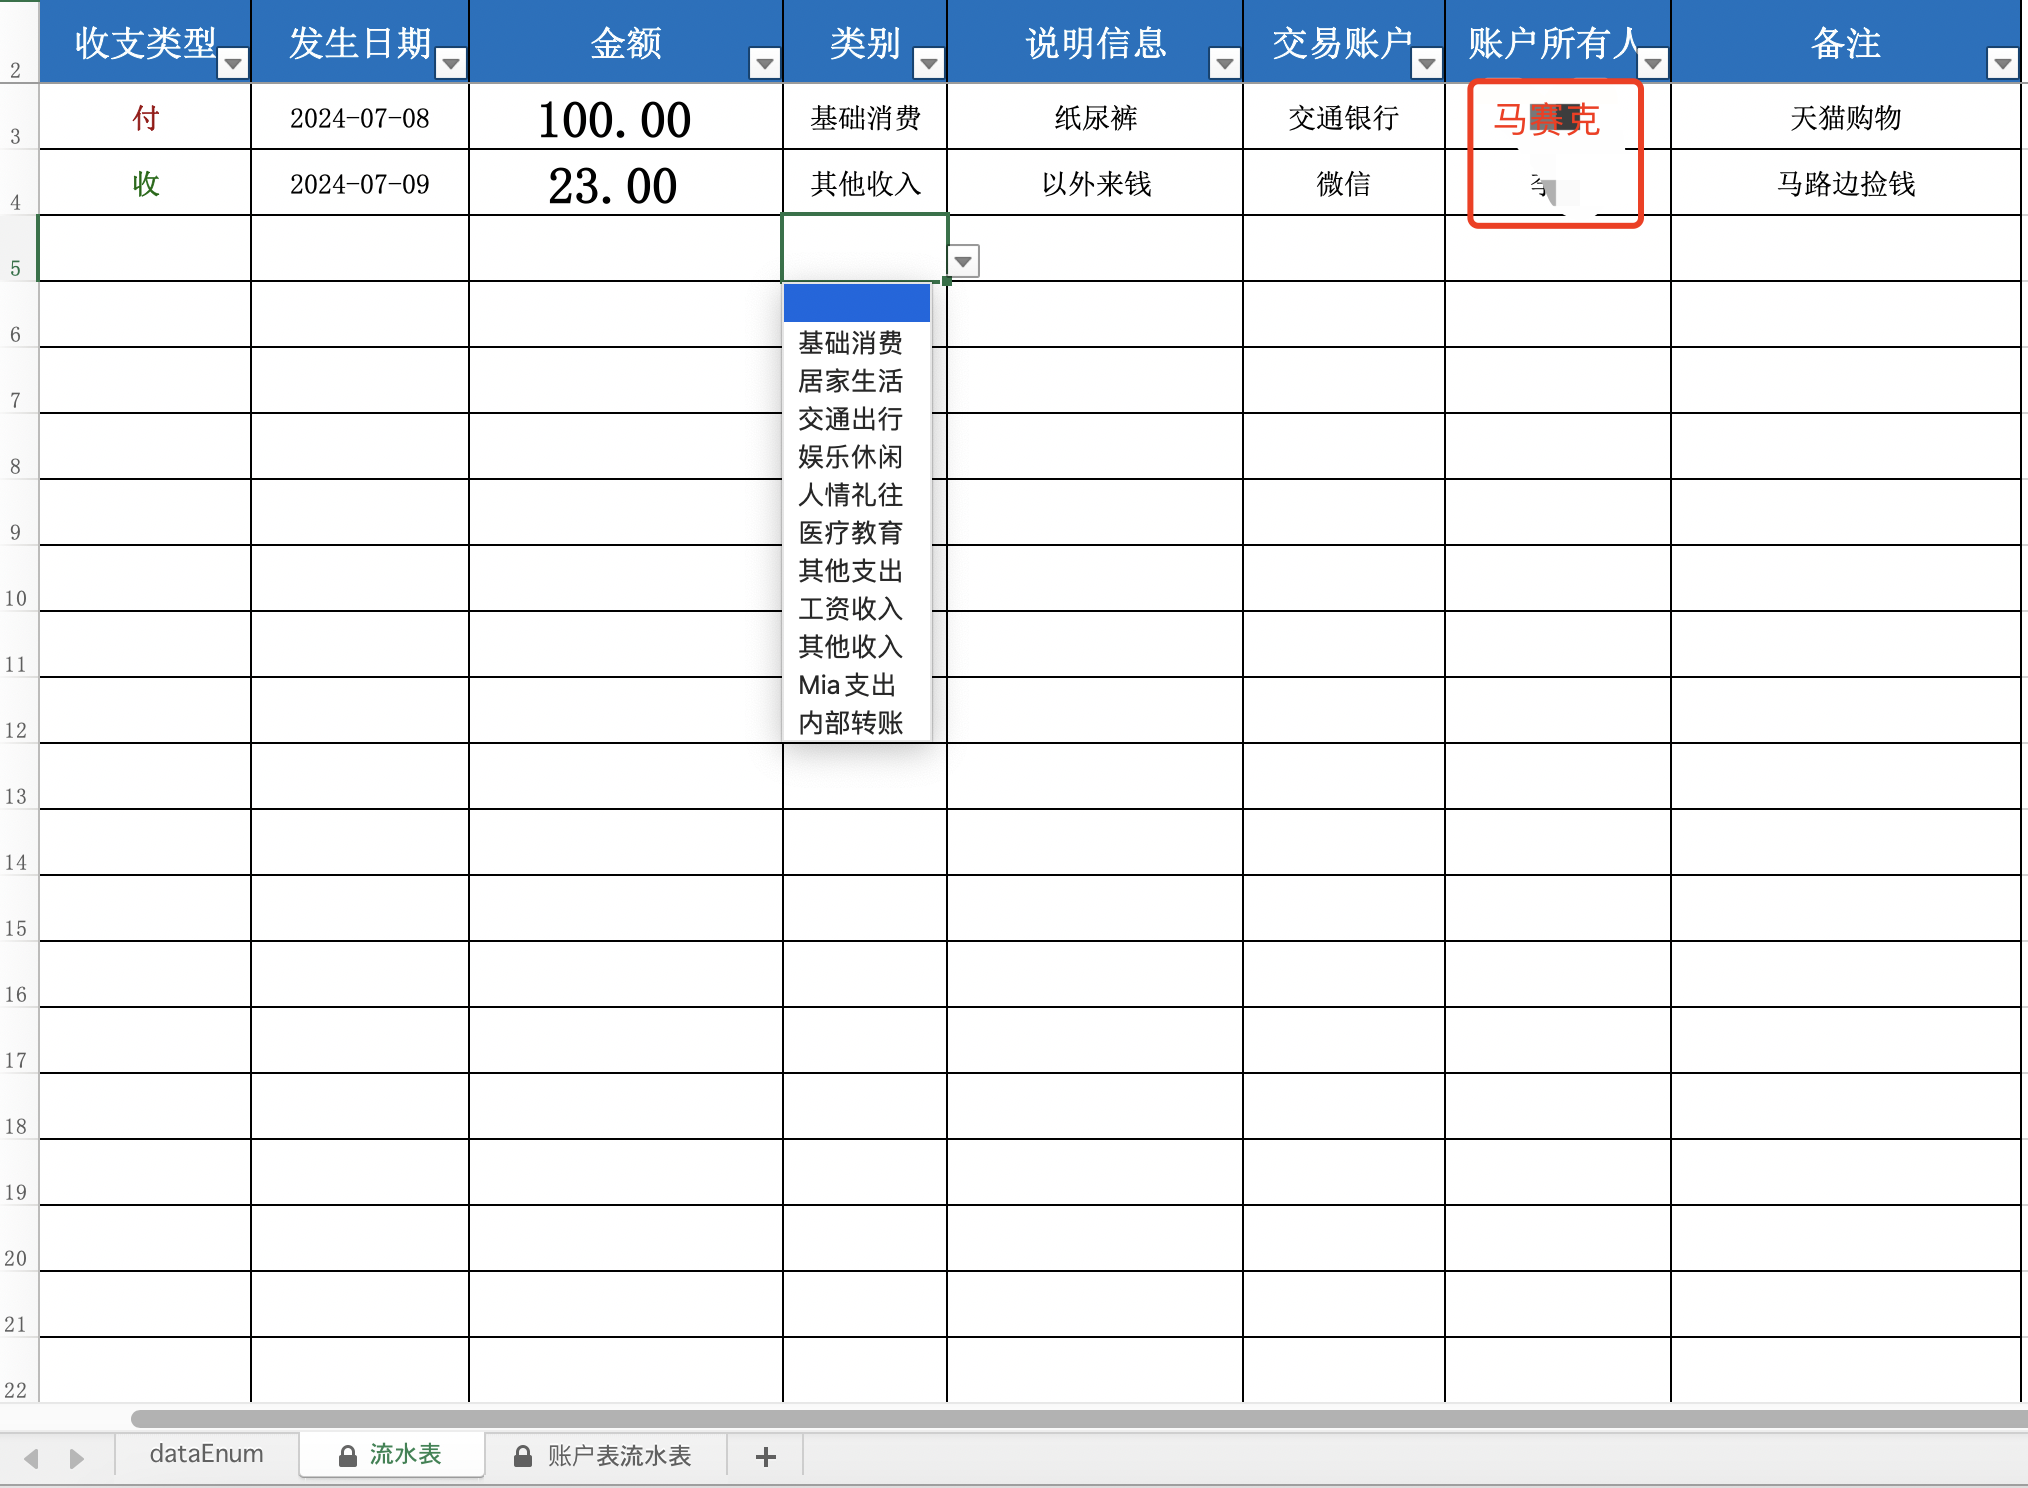 2 收支类型 发生日期 金额 类别 说明信息 交易账户 账户所有人 备注
3 付 2024-07-08 100.00 基础消费 纸尿裤 交通银行 马赛克 天猫购物
4 收 2024-07-09 23.00 其他收入 以外来钱 微信 马路边捡钱
5
6
基础消费
居家生活
7
交通出行
娱乐休闲
8
人情礼往
9
医疗教育
其他支出
10
工资收入
其他收入
11
Mia支出
12
内部转账
13
14
15
16
17
18
19
20
21
22
dataEnum 流水表 账户表流水表 +